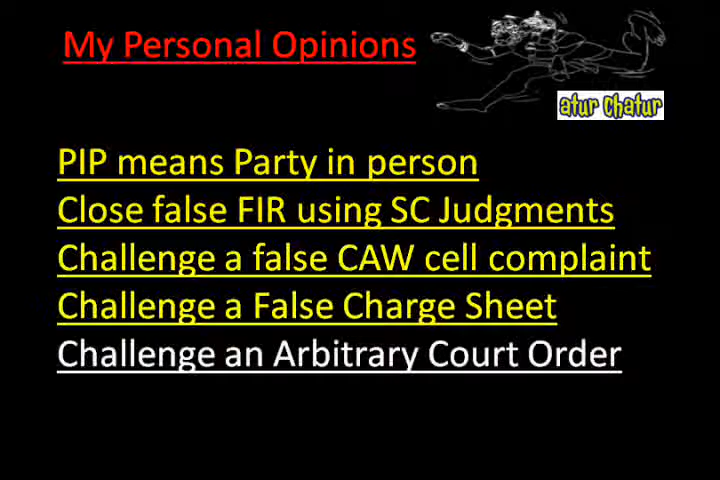 My Personal Opinions
atur chatur
PIP means Party in person
Close false FIR using SC Judgments
Challenge a false CAW cell complaint
Challenge a False Charge Sheet
Challenge an Arbitrary Court Order